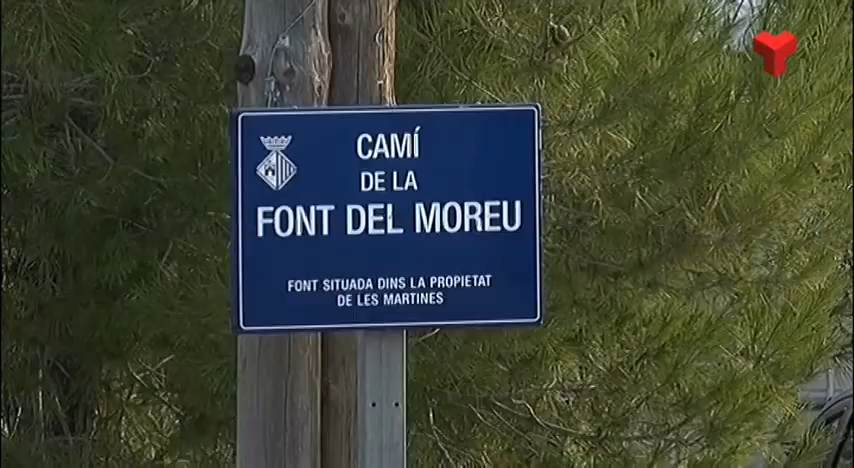 CAMÍ
DE LA
FONT DEL MOREU
FONT SITUADA DINS LA PROPIETAT
DE LES MARTINES